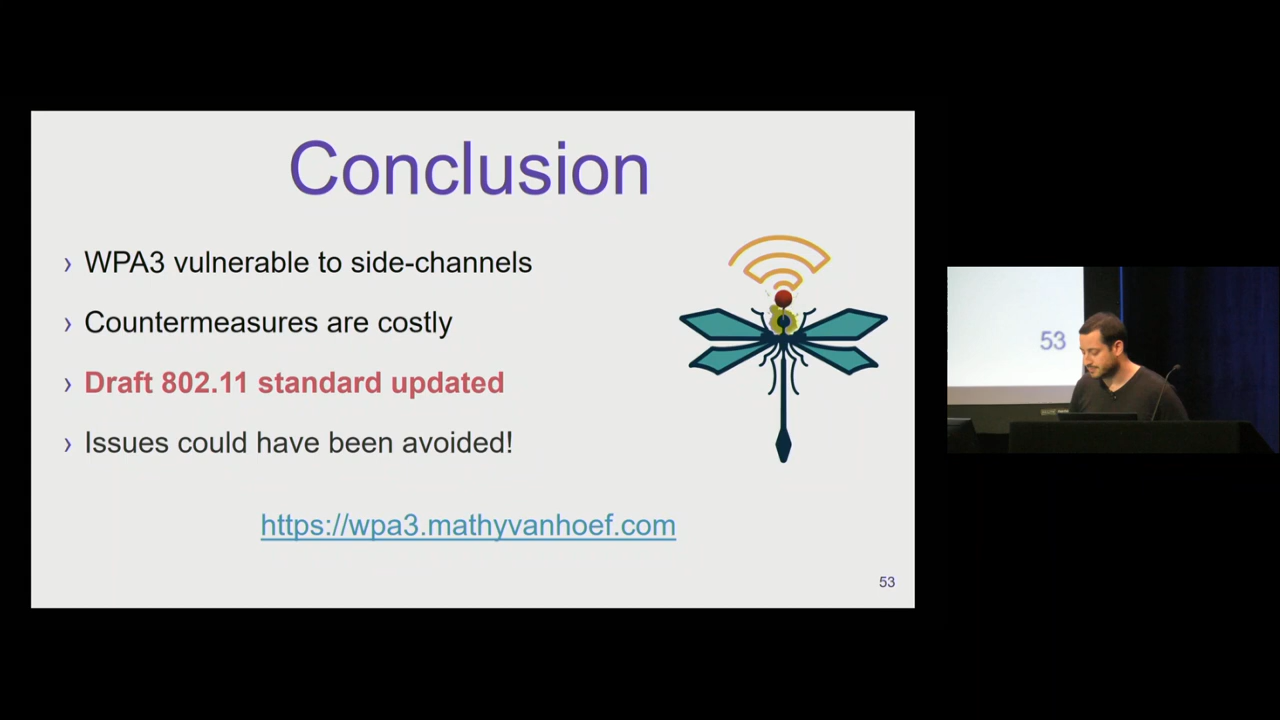 Conclusion
› WPA3 vulnerable to side-channels
› Countermeasures are costly
› Draft 802.11 standard updated
› Issues could have been avoided!
https://wpa3.mathyvanhoef.com
53
53